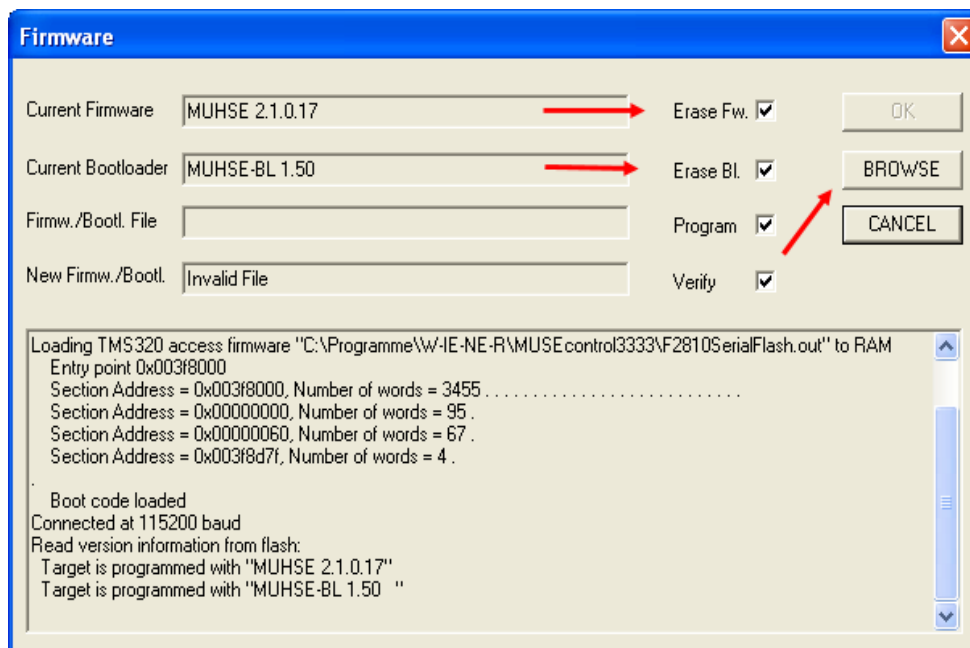 Firmware
Current Firmware MUHSE 2.1.0.17 Erase Fw. OK
Current Bootloader MUHSE-BL 1.50 Erase Bl. BROWSE
Firmw./Bootl. File Program CANCEL
New Firmw./Bootl. Invalid File Verify
Loading TMS320 access firmware "C:\Programme\W-IE-NE-R\MUSEcontrol3333\F2810SerialFlash.out" to RAM
Entry point 0x003f8000
Section Address = 0x003f8000, Number of words = 3455 . . . . . . . . . . . . . . . . . . . . . . . . . . .
Section Address = 0x00000000, Number of words = 95 .
Section Address = 0x00000060, Number of words = 67 .
Section Address = 0x003f8d7f, Number of words = 4 .
.
Boot code loaded
Connected at 115200 baud
Read version information from flash:
Target is programmed with "MUHSE 2.1.0.17"
Target is programmed with "MUHSE-BL 1.50   "